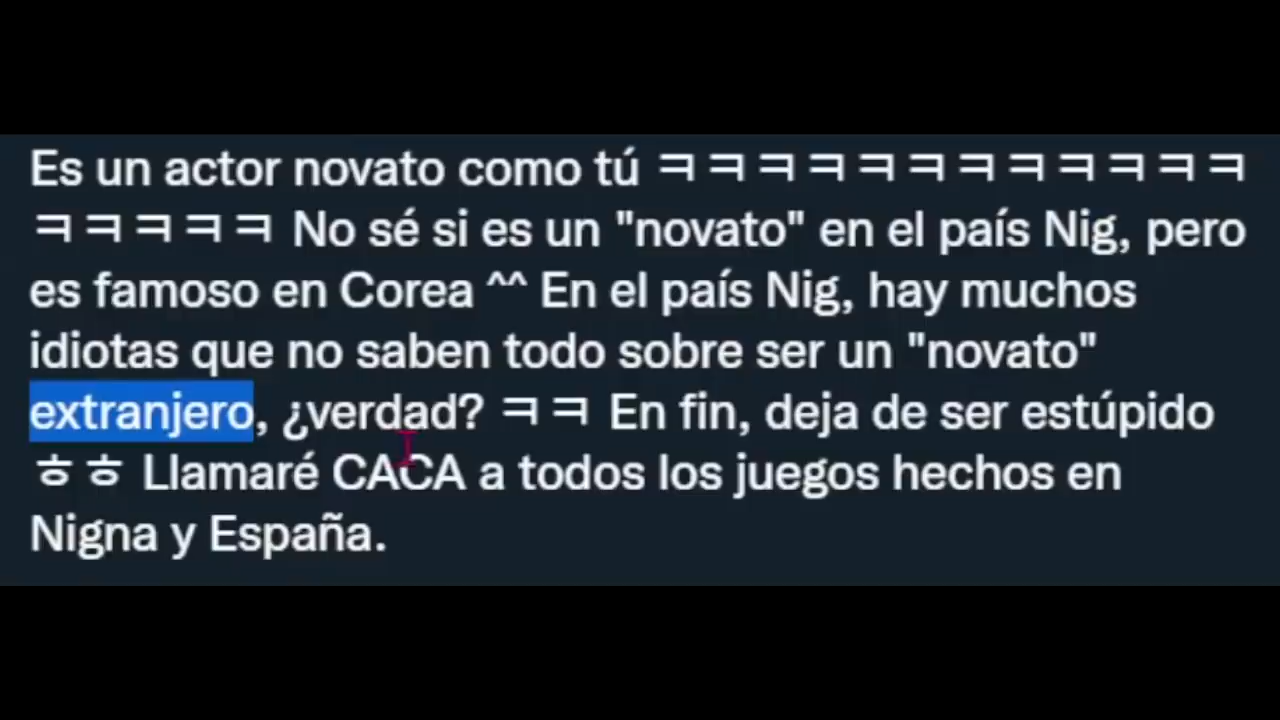 Es un actor novato como tú ㅋㅋㅋㅋㅋㅋㅋㅋㅋㅋㅋㅋ
ㅋㅋㅋㅋㅋ No sé si es un "novato" en el país Nig, pero
es famoso en Corea ^^ En el país Nig, hay muchos
idiotas que no saben todo sobre ser un "novato"
extranjero, ¿verdad? ㅋㅋ En fin, deja de ser estúpido
ㅎㅎ Llamaré CACA a todos los juegos hechos en
Nigna y España.